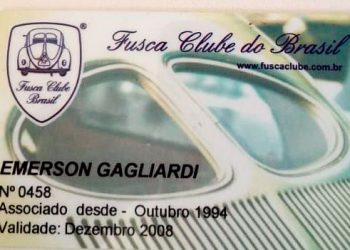 Fusca Clube do Brasil
www.fuscaclube.com.br
Fusca Clube
Brasil
EMERSON GAGLIARDI
Nº 0458
Associado desde - Outubro 1994
Validade: Dezembro 2008